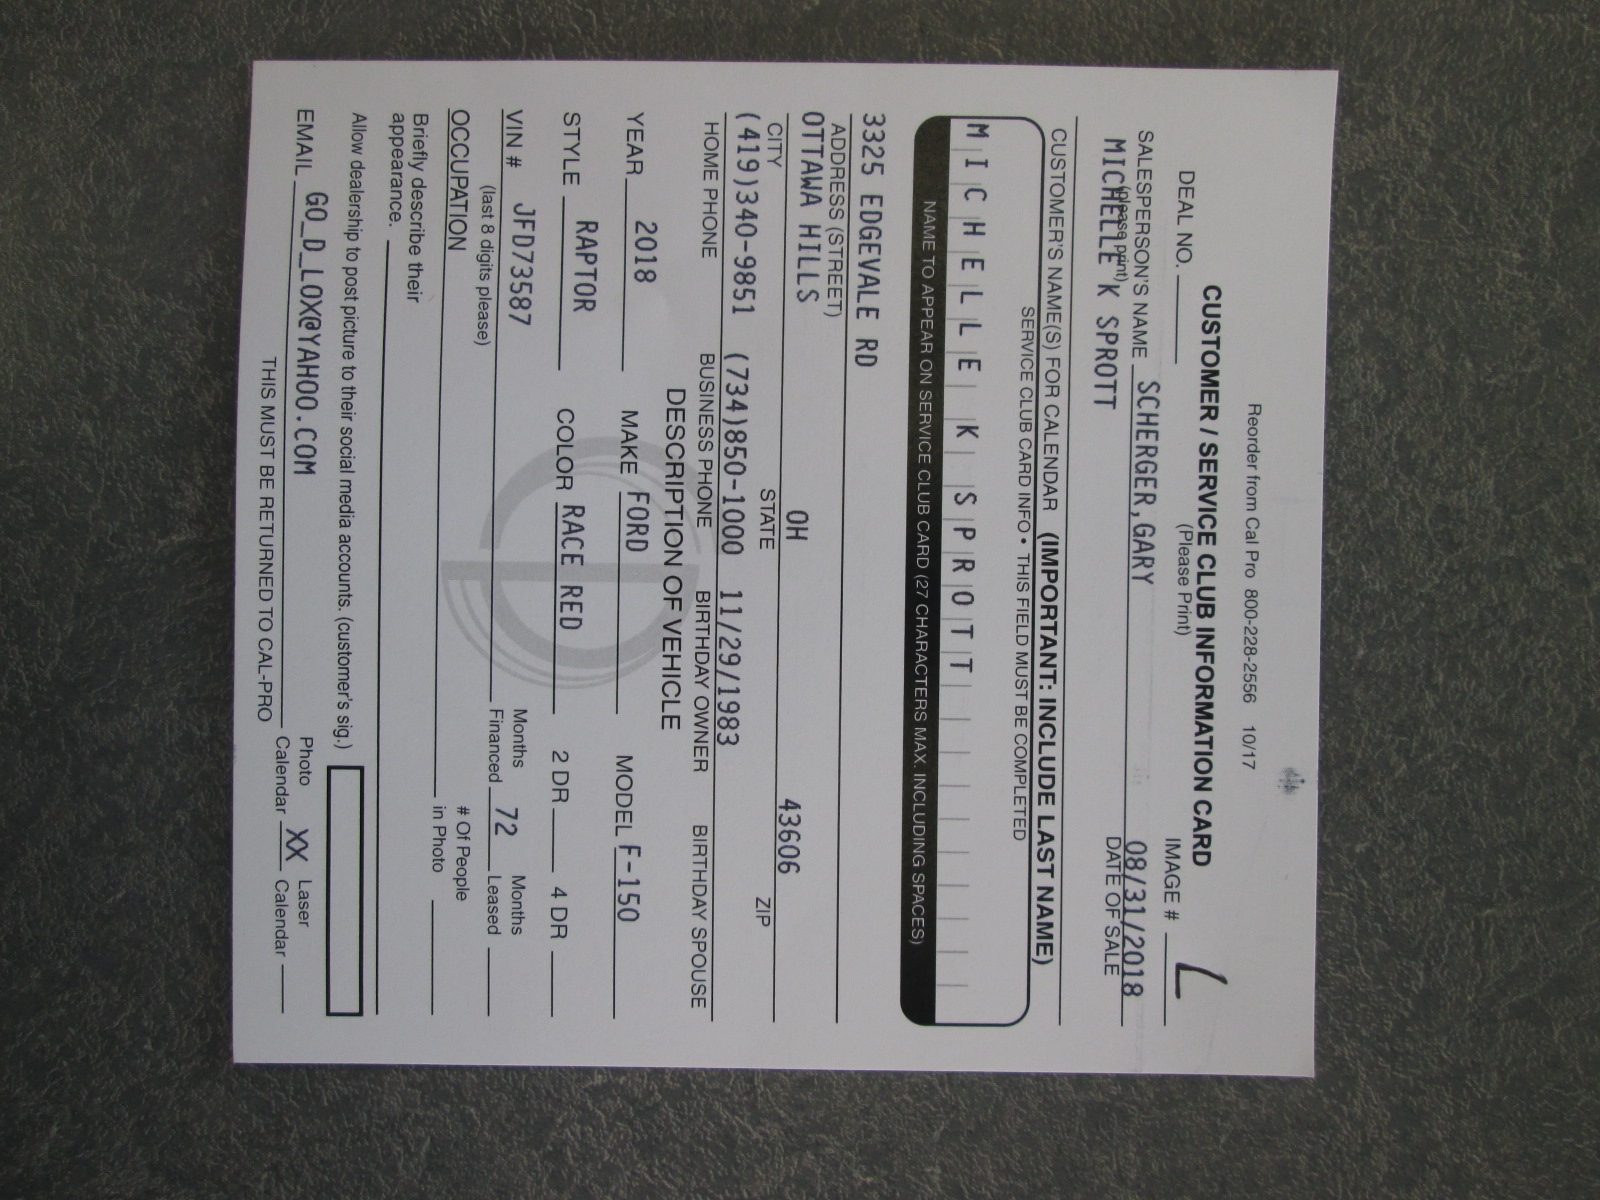 Reorder from Cal Pro 800-228-2556 10/17
CUSTOMER / SERVICE CLUB INFORMATION CARD
(Please Print)
DEAL NO. IMAGE #
SALESPERSON'S NAME SCHERGER,GARY 08/31/2018
(please print) DATE OF SALE
MICHELLE K SPROTT
CUSTOMER'S NAME(S) FOR CALENDAR (IMPORTANT: INCLUDE LAST NAME)
SERVICE CLUB CARD INFO • THIS FIELD MUST BE COMPLETED
MICHELLE K SPROTT
NAME TO APPEAR ON SERVICE CLUB CARD (27 CHARACTERS MAX. INCLUDING SPACES)
3325 EDGEVALE RD
ADDRESS (STREET)
OTTAWA HILLS OH 43606
CITY STATE ZIP
(419)340-9851 (734)850-1000 11/29/1983
HOME PHONE BUSINESS PHONE BIRTHDAY OWNER BIRTHDAY SPOUSE
DESCRIPTION OF VEHICLE
YEAR 2018 MAKE FORD MODEL F-150
STYLE RAPTOR COLOR RACE RED 2 DR 4 DR
VIN # JFD73587 Months Financed 72 Months Leased
(last 8 digits please)
OCCUPATION # Of People in Photo
Briefly describe their
appearance.
Allow dealership to post picture to their social media accounts. (customer's sig.)
EMAIL GO_D_LOX@YAHOO.COM Photo Calendar XX Laser Calendar
THIS MUST BE RETURNED TO CAL-PRO